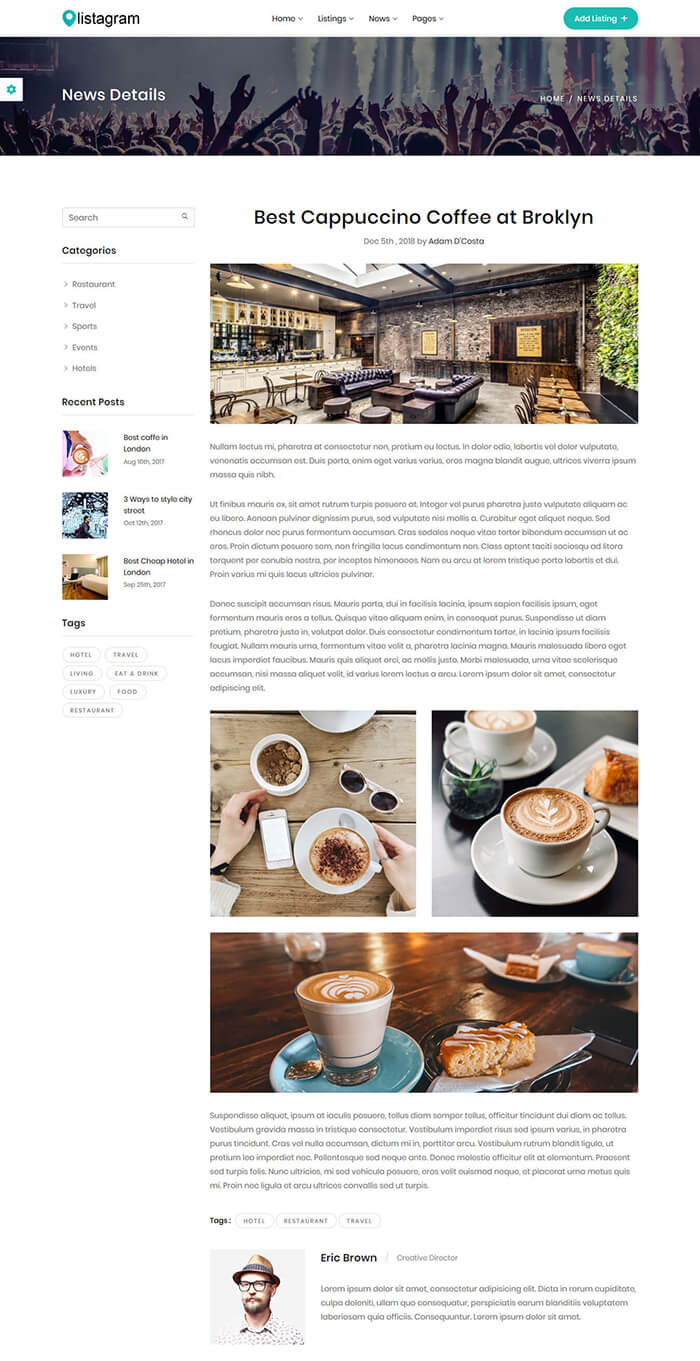 listagram
Home
Listings
News
Pages
Add Listing +
News Details
HOME / NEWS DETAILS
Search
Categories
Restaurant
Travel
Sports
Events
Hotels
Recent Posts
Best caffe in
London
Aug 10th, 2017
3 Ways to style city
street
Oct 12th, 2017
Best Cheap Hotel in
London
Sep 25th, 2017
Tags
HOTEL
TRAVEL
LIVING
EAT & DRINK
LUXURY
FOOD
RESTAURANT
Best Cappuccino Coffee at Broklyn
Dec 5th , 2018 by Adam D'Costa
Nullam lectus mi, pharetra at consectetur non, pretium eu lectus. In dolor odio, lobortis vel dolor vulputate,
venenatis accumsan est. Duis porta, enim eget varius varius, eros magna blandit augue, ultrices viverra ipsum
massa quis nibh.
Ut finibus mauris ex, sit amet rutrum turpis posuere at. Integer vel purus pharetra justo vulputate aliquam ac
eu libero. Aenean pulvinar dignissim purus, sed vulputate nisi mollis a. Curabitur eget aliquet neque. Sed
rhoncus dolor nec purus fermentum accumsan. Cras sodales neque vitae tortor bibendum accumsan ut ac
eros. Proin dictum posuere sem, non fringilla lacus condimentum non. Class aptent taciti sociosqu ad litora
torquent per conubia nostra, per inceptos himenaeos. Nam eu arcu at lorem tristique porta lobortis et dui.
Proin varius mi quis lacus ultricies pulvinar.
Donec suscipit accumsan risus. Mauris porta, dui in facilisis lacinia, ipsum sapien facilisis ipsum, eget
fermentum mauris eros a tellus. Quisque vitae aliquam enim, in consequat purus. Suspendisse ut diam
pretium, pharetra justo in, volutpat dolor. Duis consectetur condimentum tortor, in lacinia ipsum facilisis
feugiat. Nullam mauris urna, fermentum vitae velit a, pharetra lacinia magna. Mauris malesuada libero eget
lacus imperdiet faucibus. Mauris quis aliquet orci, ac mollis justo. Morbi malesuada, urna vitae scelerisque
accumsan, nisi massa aliquet velit, id varius lorem lectus a arcu. Lorem ipsum dolor sit amet, consectetur
adipiscing elit.
Suspendisse aliquet, ipsum at iaculis posuere, tellus diam semper tellus, efficitur tincidunt dui diam ac tellus.
Vestibulum gravida massa in tristique consectetur. Vestibulum imperdiet risus sed ipsum varius, in pharetra
purus tincidunt. Cras vel nulla accumsan, dictum mi in, porttitor arcu. Vestibulum rutrum blandit ligula, ut
pretium leo imperdiet nec. Pellentesque sed neque ante. Donec molestie efficitur elit at elementum. Praesent
sed turpis felis. Nunc ultricies, mi sed vehicula posuere, eros velit euismod neque, et placerat urna metus quis
mi. Proin nec ligula et arcu ultrices convallis sed ut turpis.
Tags : HOTEL RESTAURANT TRAVEL
Eric Brown / Creative Director
Lorem ipsum dolor sit amet, consectetur adipisicing elit. Dicta in rerum cupiditate,
culpa deleniti, ullam quo consequatur, perspiciatis earum blanditiis voluptatem
laboriosam quia officiis. Consequuntur. Lorem ipsum dolor sit amet.